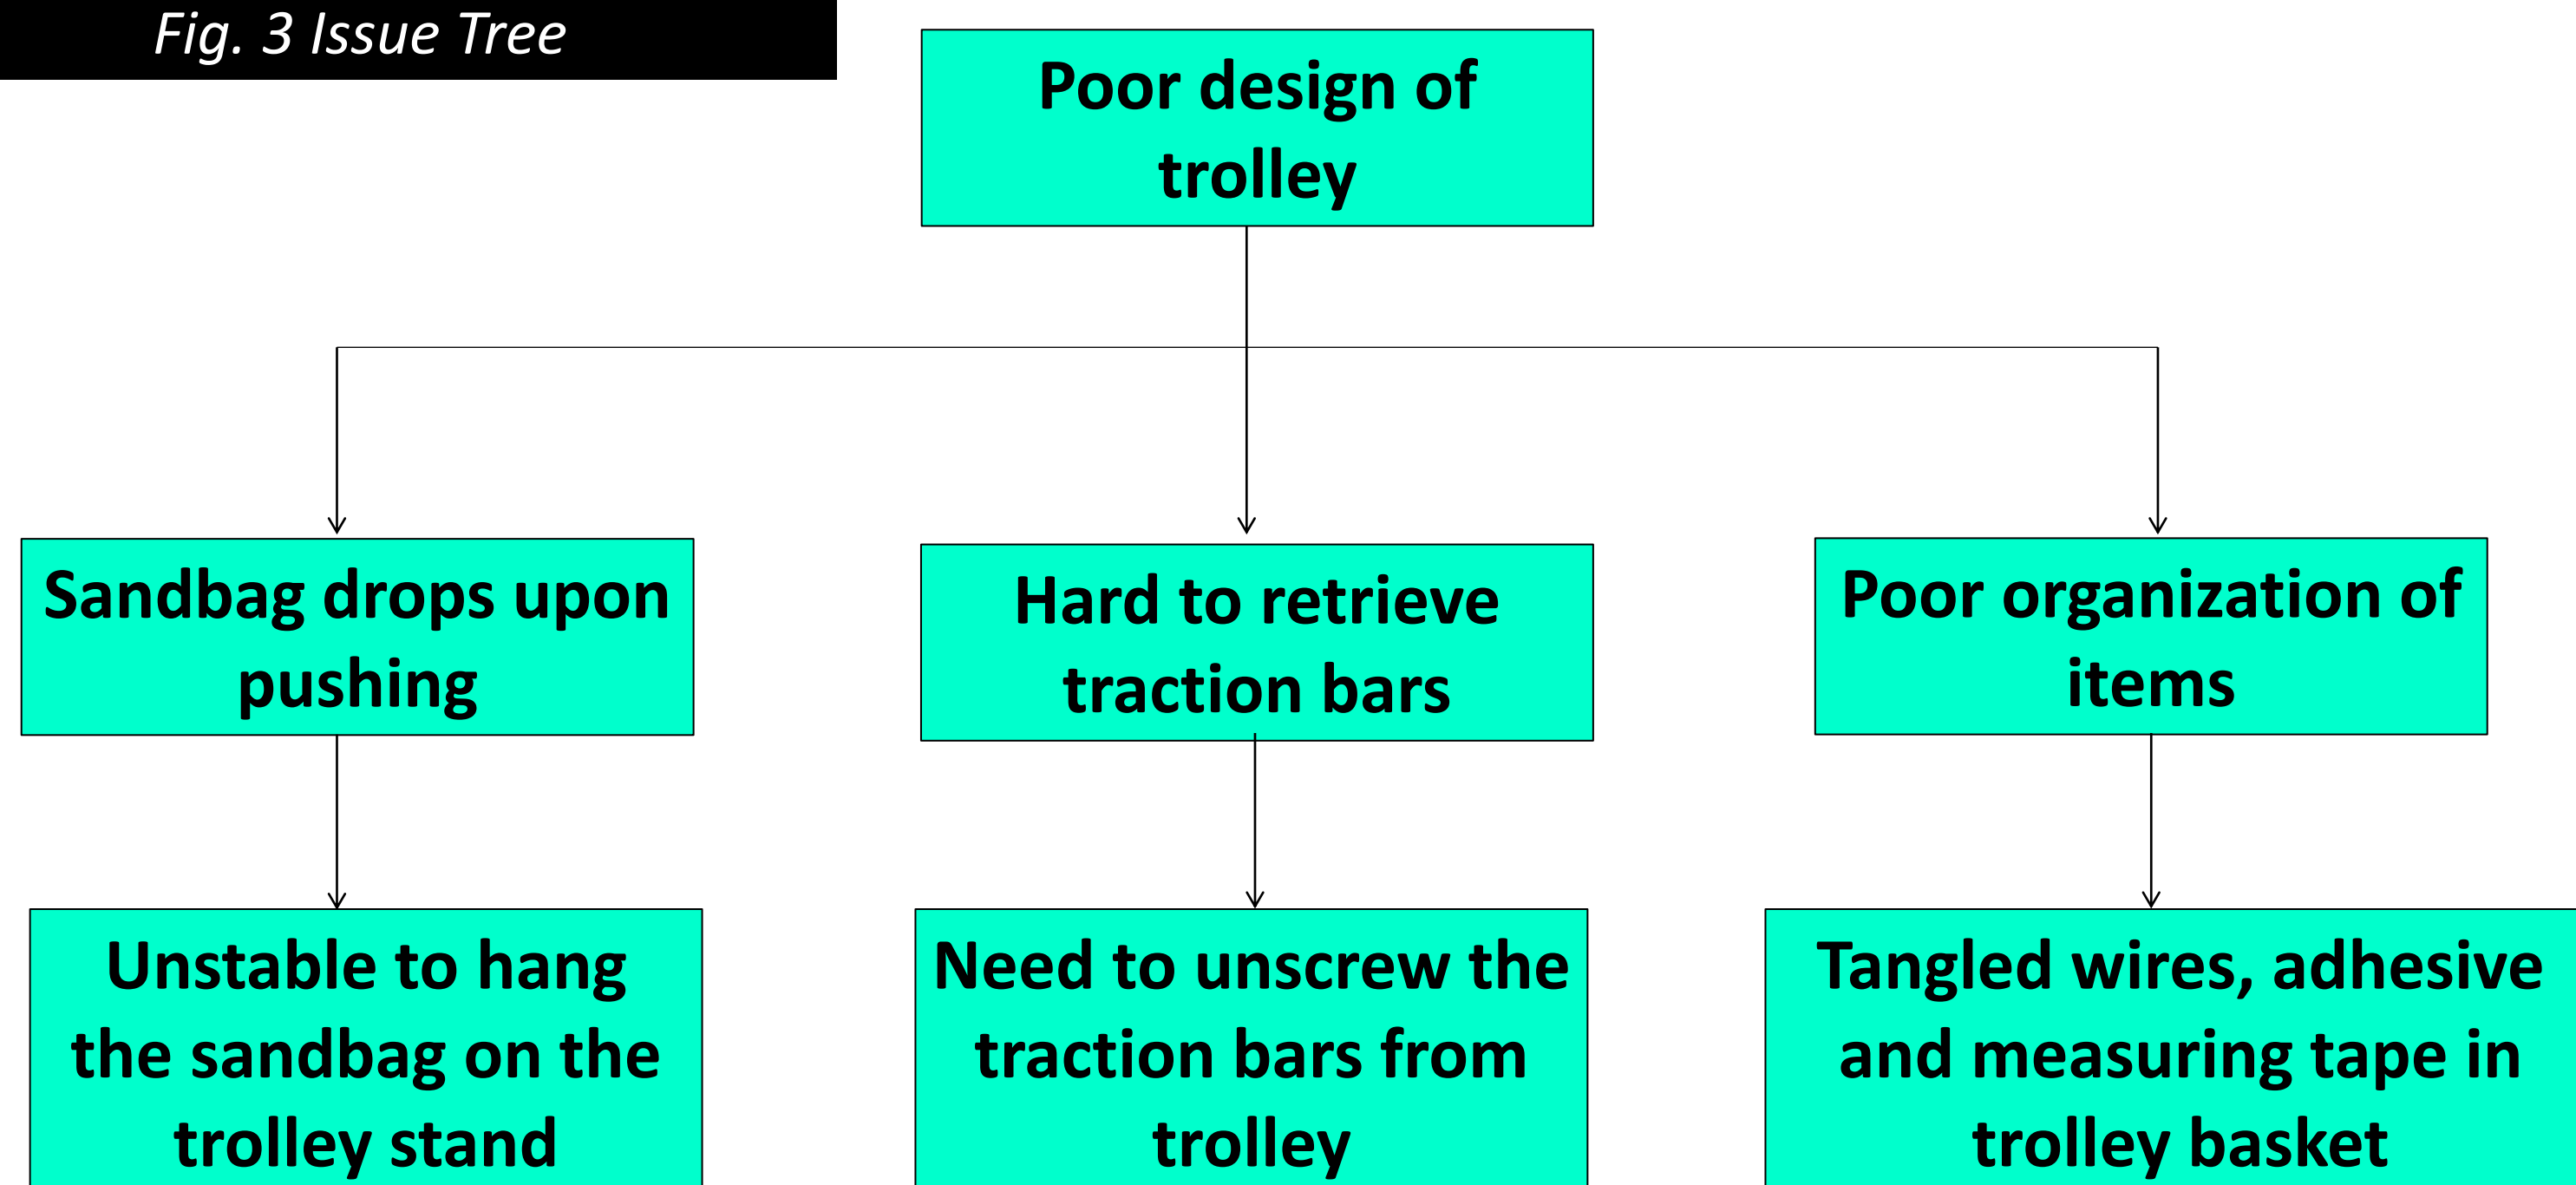 Fig. 3 Issue Tree
Poor design of
trolley
Sandbag drops upon
pushing
Hard to retrieve
traction bars
Poor organization of
items
Unstable to hang
the sandbag on the
trolley stand
Need to unscrew the
traction bars from
trolley
Tangled wires, adhesive
and measuring tape in
trolley basket